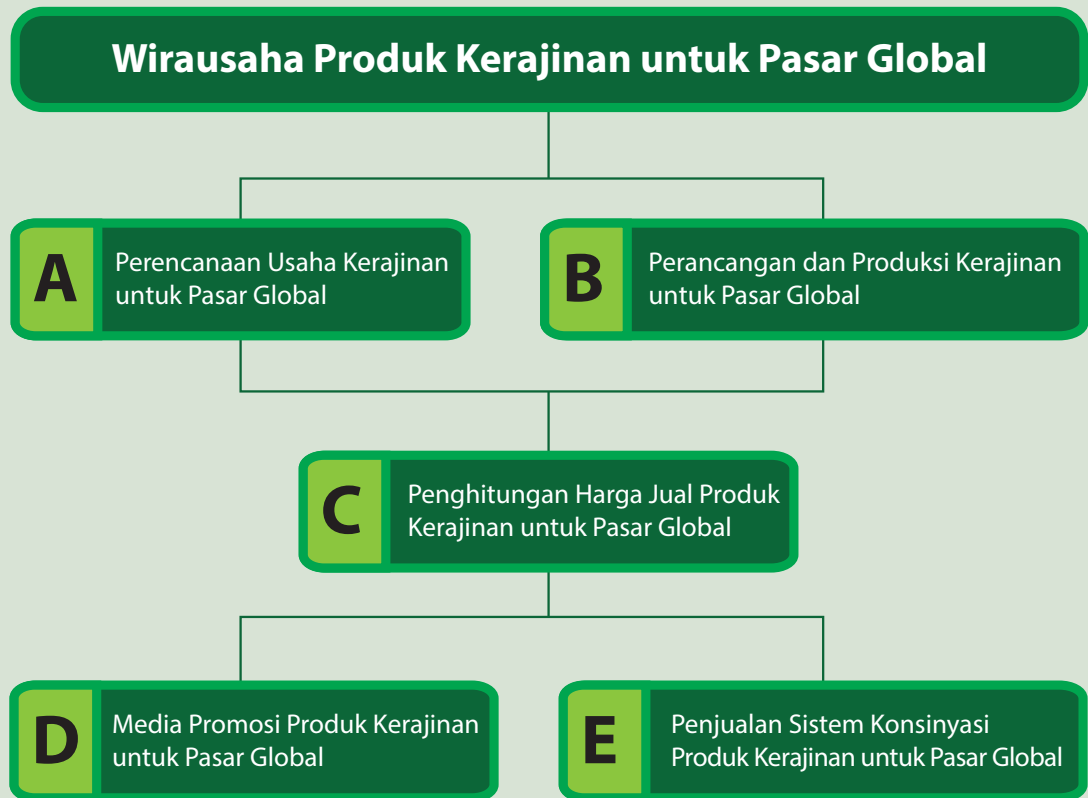 Wirausaha Produk Kerajinan untuk Pasar Global
A
Perencanaan Usaha Kerajinan
untuk Pasar Global
B
Perancangan dan Produksi Kerajinan
untuk Pasar Global
C
Penghitungan Harga Jual Produk
Kerajinan untuk Pasar Global
D
Media Promosi Produk Kerajinan
untuk Pasar Global
E
Penjualan Sistem Konsinyasi
Produk Kerajinan untuk Pasar Global